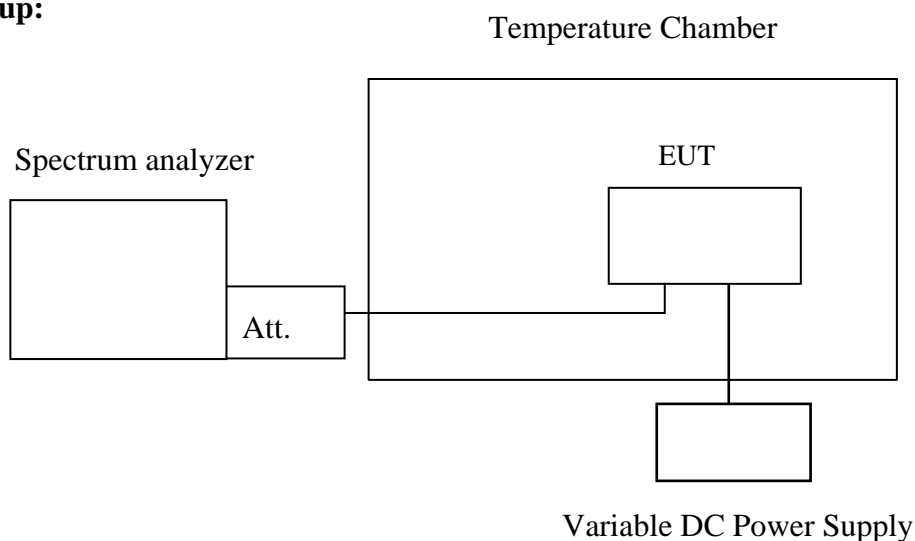 up:
Temperature Chamber
Spectrum analyzer
EUT
Att.
Variable DC Power Supply